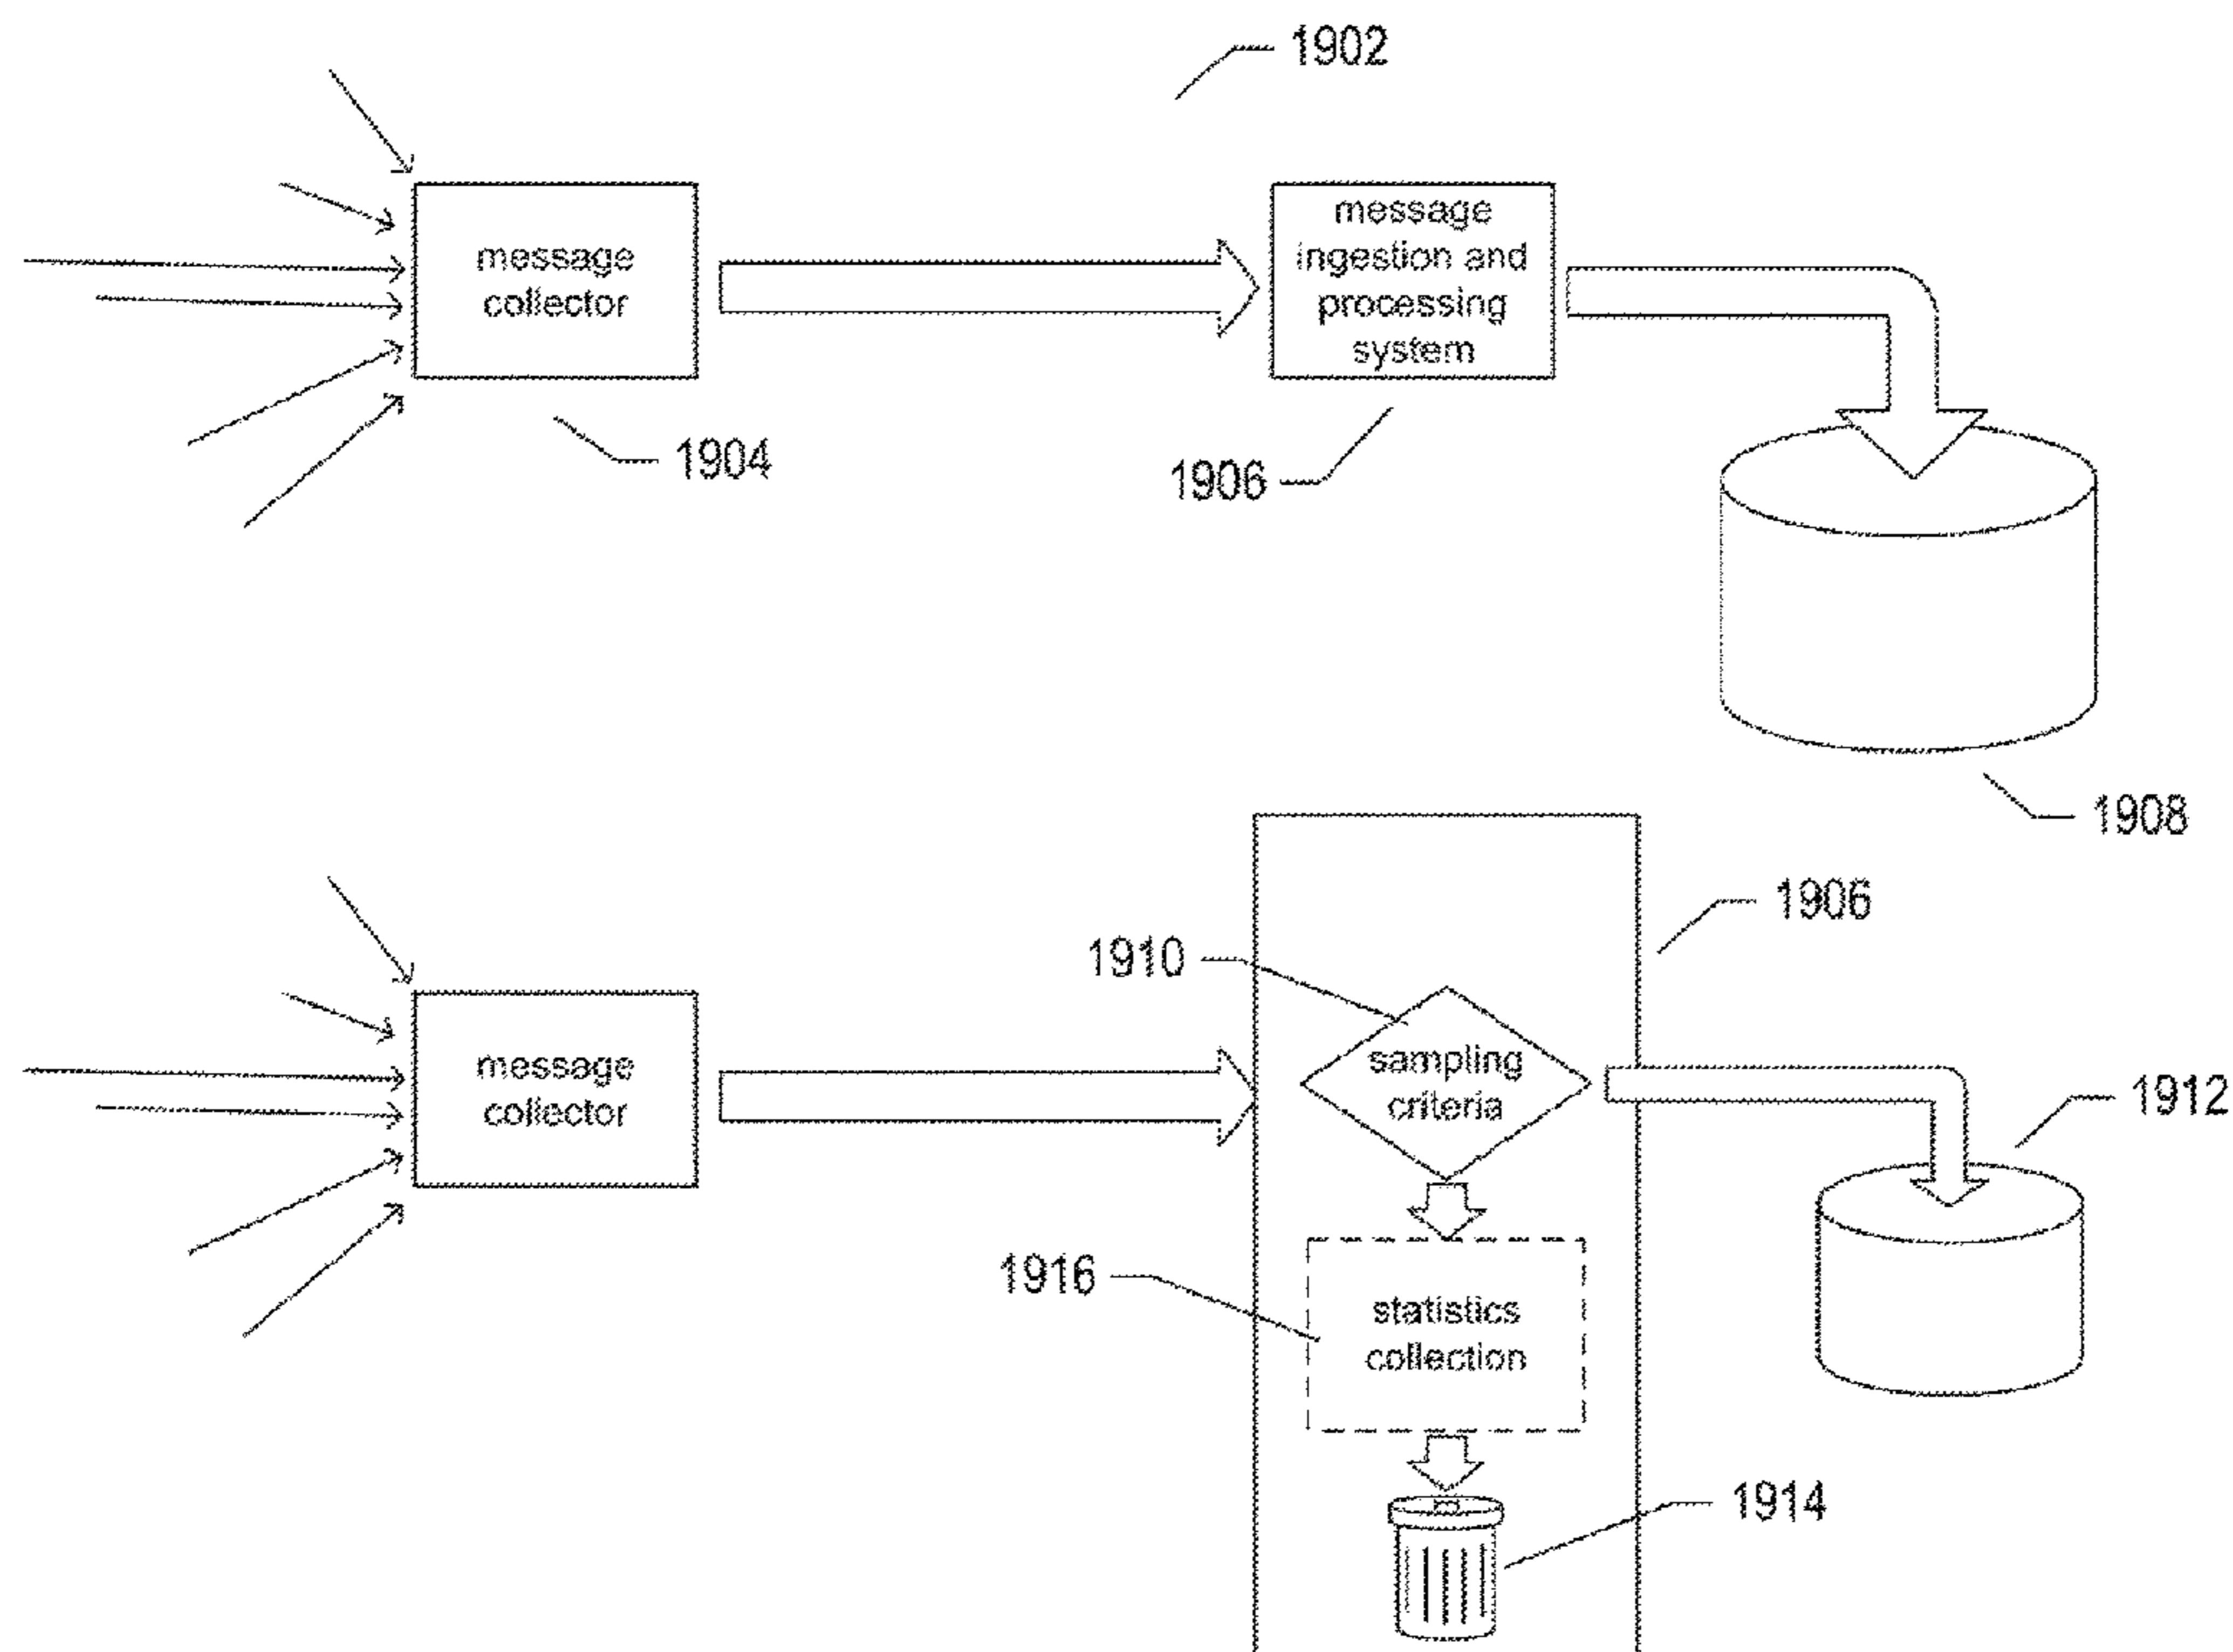 1902
message
collector
message
ingestion and
processing
system
1904
1906
1908
1906
1910
message
collector
sampling
criteria
1912
1916
statistics
collection
1914